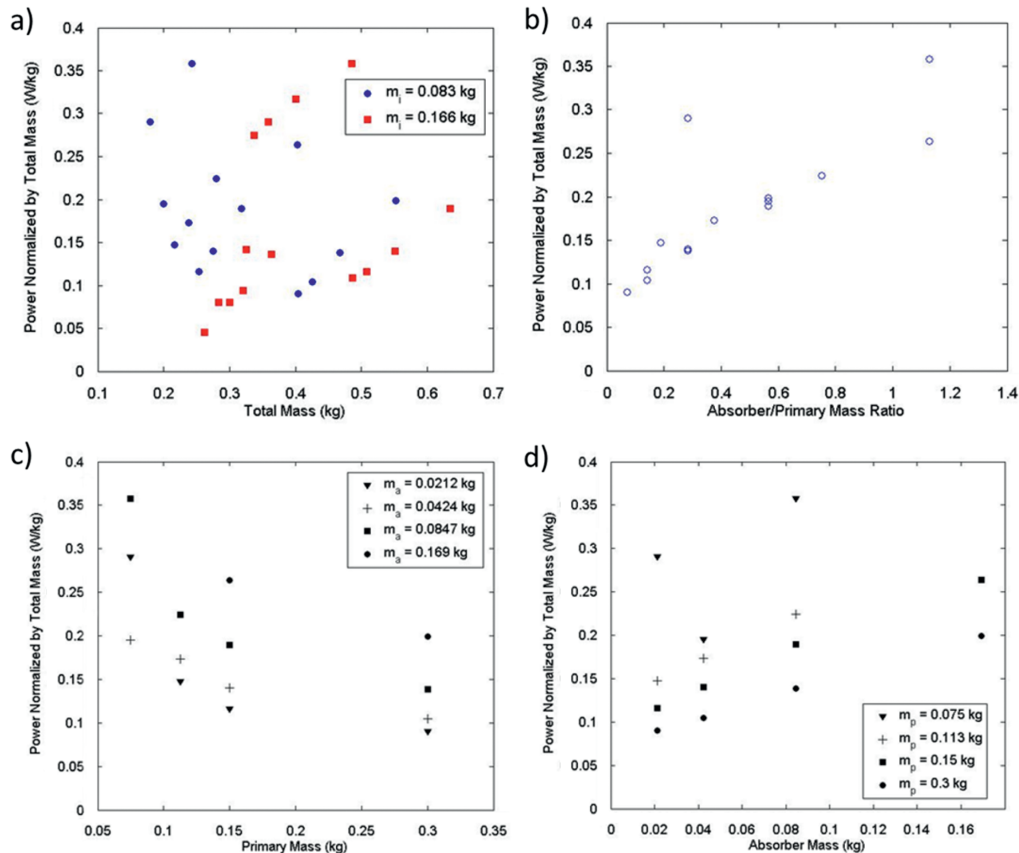 a)
Power Normalized by Total Mass (W/kg)
0.4
0.35
0.3
0.25
0.2
0.15
0.1
0.05
0
m_i = 0.083 kg
m_i = 0.166 kg
0.1 0.2 0.3 0.4 0.5 0.6 0.7
Total Mass (kg)
b)
Power Normalized by Total Mass (W/kg)
0.4
0.35
0.3
0.25
0.2
0.15
0.1
0.05
0
0 0.2 0.4 0.6 0.8 1 1.2 1.4
Absorber/Primary Mass Ratio
c)
Power Normalized by Total Mass (W/kg)
0.4
0.35
0.3
0.25
0.2
0.15
0.1
0.05
0
m_a = 0.0212 kg
m_a = 0.0424 kg
m_a = 0.0847 kg
m_a = 0.169 kg
0.05 0.1 0.15 0.2 0.25 0.3 0.35
Primary Mass (kg)
d)
Power Normalized by Total Mass (W/kg)
0.4
0.35
0.3
0.25
0.2
0.15
0.1
0.05
0
m_p = 0.075 kg
m_p = 0.113 kg
m_p = 0.15 kg
m_p = 0.3 kg
0 0.02 0.04 0.06 0.08 0.1 0.12 0.14 0.16
Absorber Mass (kg)